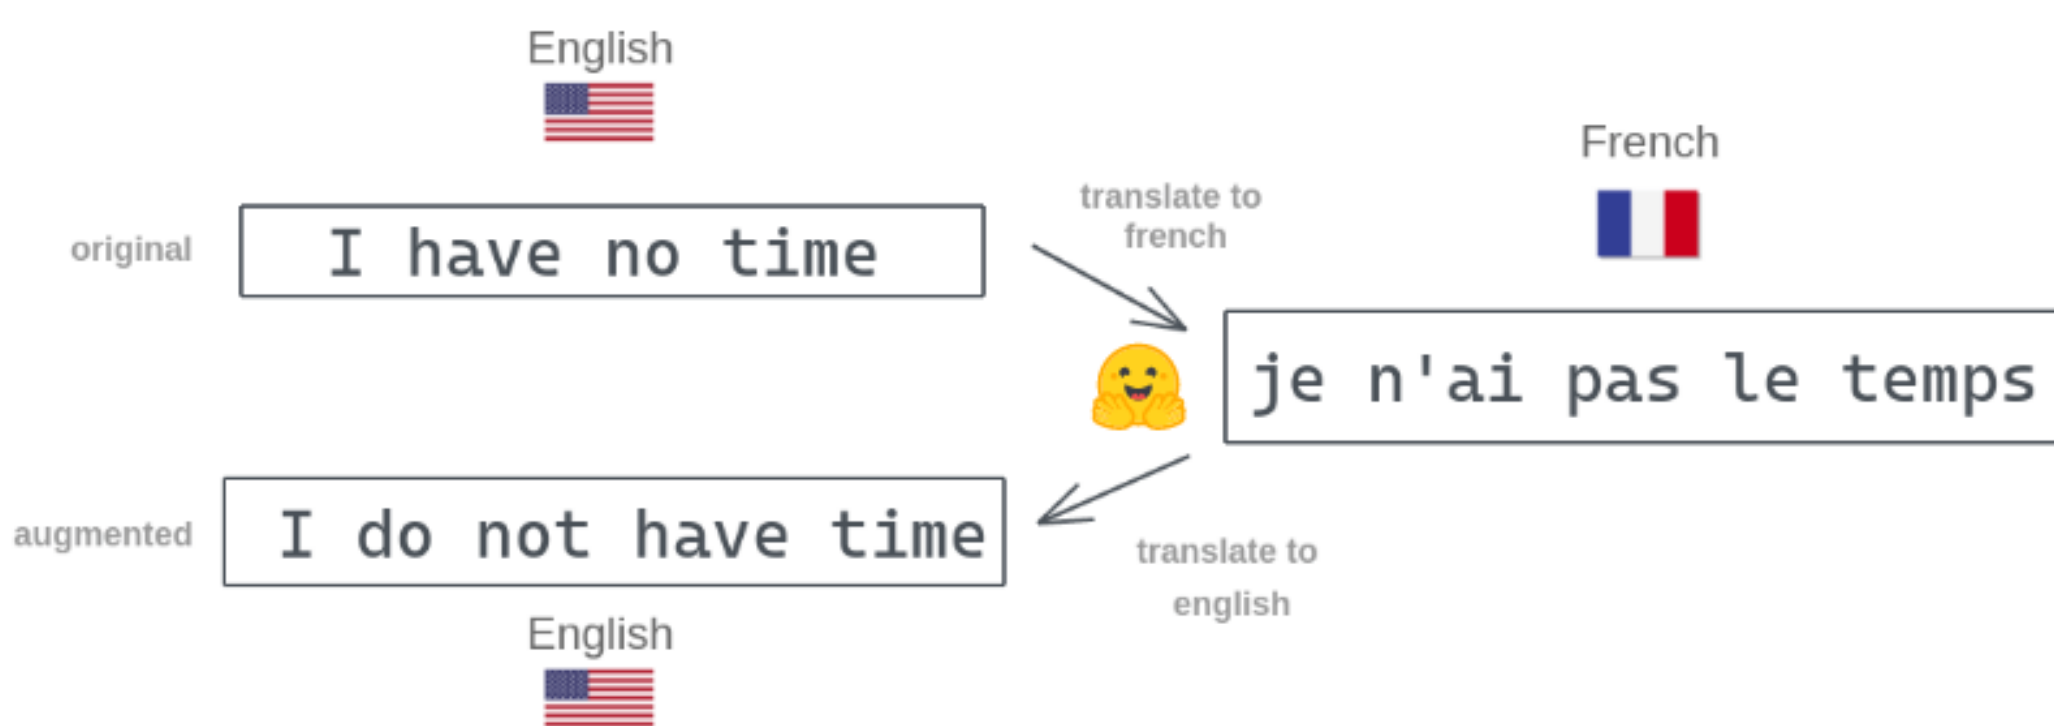 English
original
I have no time
translate to
french
French
je n'ai pas le temps
augmented
I do not have time
translate to
english
English